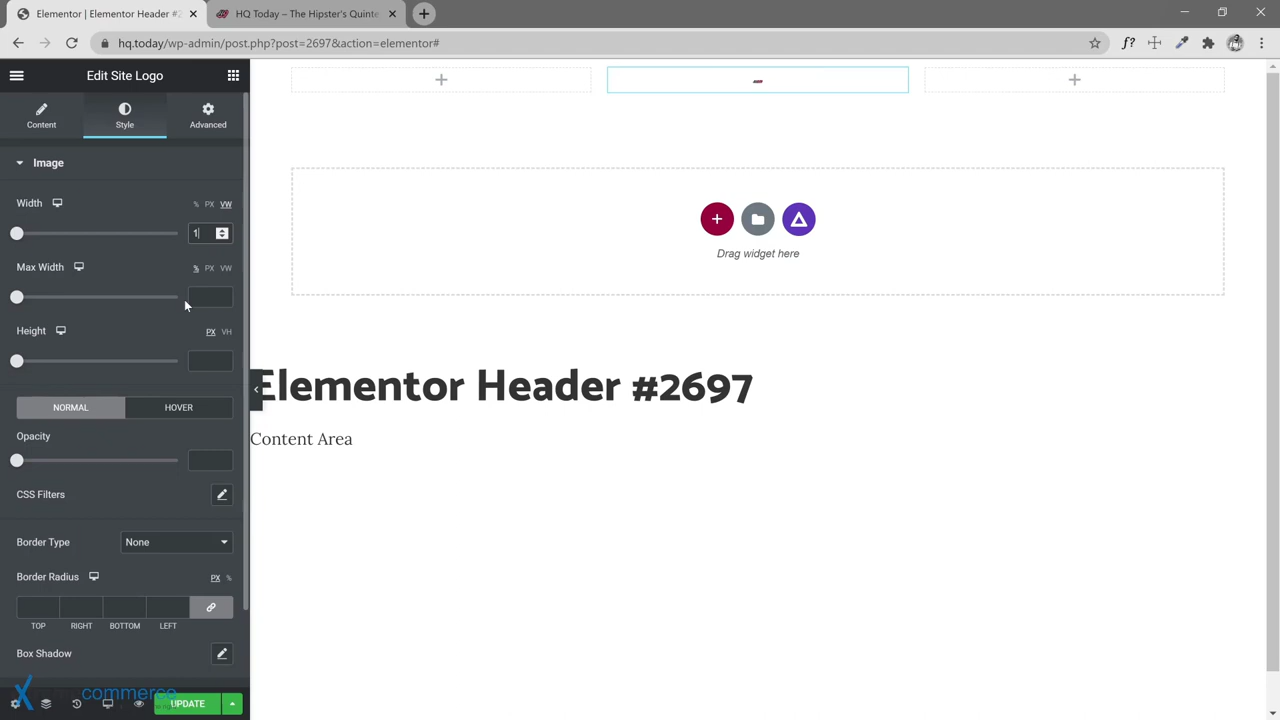 Elementor | Elementor Header #2
HQ Today – The Hipster's Quinte
hq.today/wp-admin/post.php?post=2697&action=elementor#
f?
Edit Site Logo
Content
Style
Advanced
Image
Width
% PX VW
1
Max Width
% PX VW
Height
PX VH
NORMAL
HOVER
Opacity
CSS Filters
Border Type
None
Border Radius
PX %
TOP RIGHT BOTTOM LEFT
Box Shadow
commerce
UPDATE
Drag widget here
Elementor Header #2697
Content Area